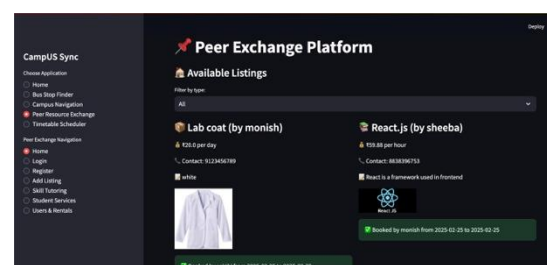 Deploy
CampUS Sync
Choose Application
Home
Bus Stop Finder
Campus Navigation
Peer Resource Exchange
Timetable Scheduler
Peer Exchange Navigation
Home
Login
Register
Add Listing
Skill Tutoring
Student Services
Users & Rentals
Peer Exchange Platform
Available Listings
Filter by type:
All
Lab coat (by monish)
₹20.0 per day
Contact: 9123456789
white
React.js (by sheeba)
₹59.88 per hour
Contact: 8838396753
React is a framework used in frontend
React JS
Booked by monish from 2025-02-25 to 2025-02-25